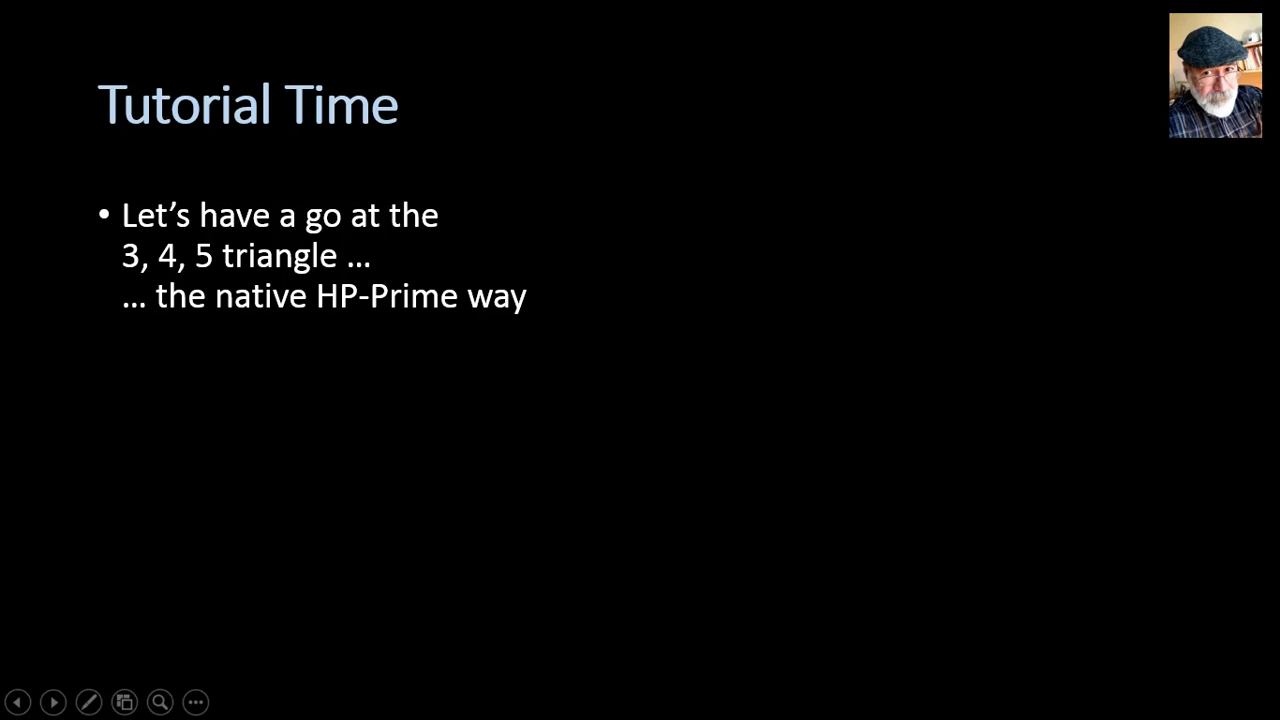 Tutorial Time
• Let’s have a go at the
3, 4, 5 triangle …
… the native HP-Prime way